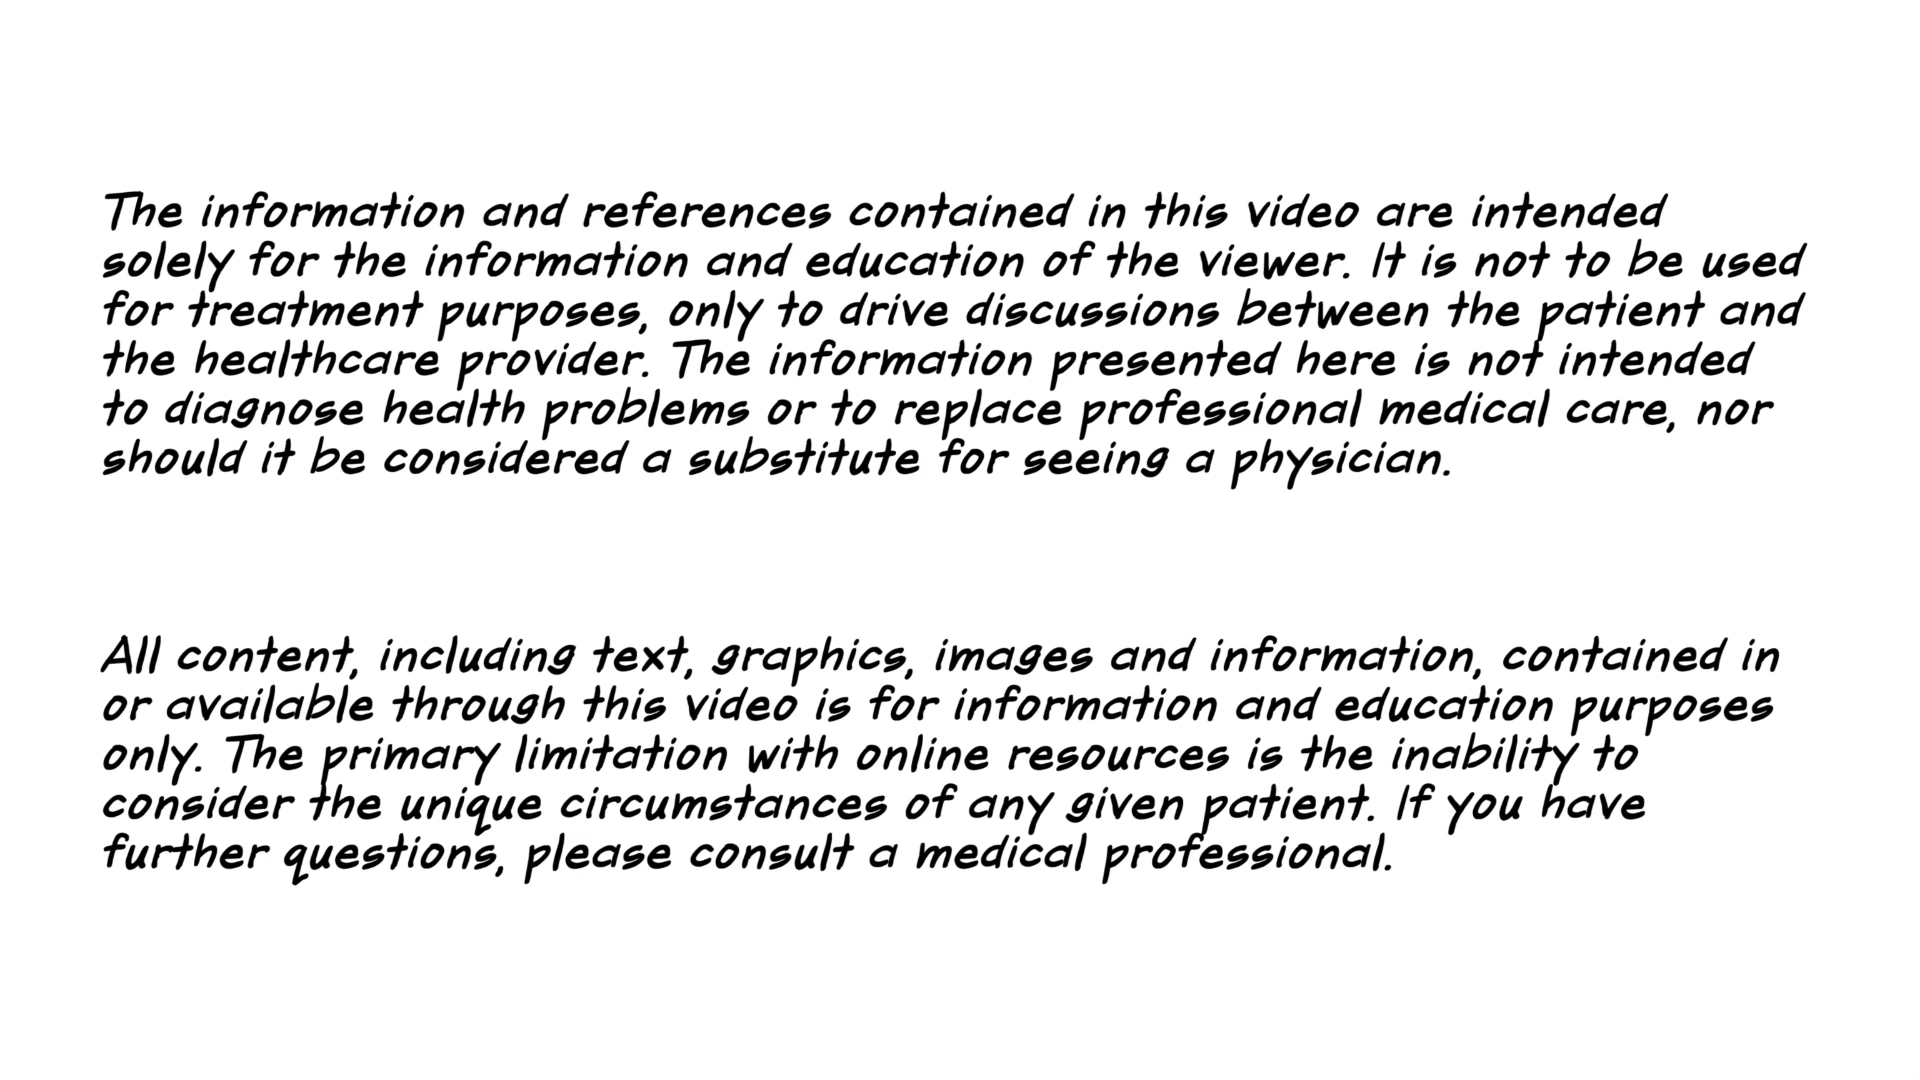 The information and references contained in this video are intended
solely for the information and education of the viewer. It is not to be used
for treatment purposes, only to drive discussions between the patient and
the healthcare provider. The information presented here is not intended
to diagnose health problems or to replace professional medical care, nor
should it be considered a substitute for seeing a physician.
All content, including text, graphics, images and information, contained in
or available through this video is for information and education purposes
only. The primary limitation with online resources is the inability to
consider the unique circumstances of any given patient. If you have
further questions, please consult a medical professional.